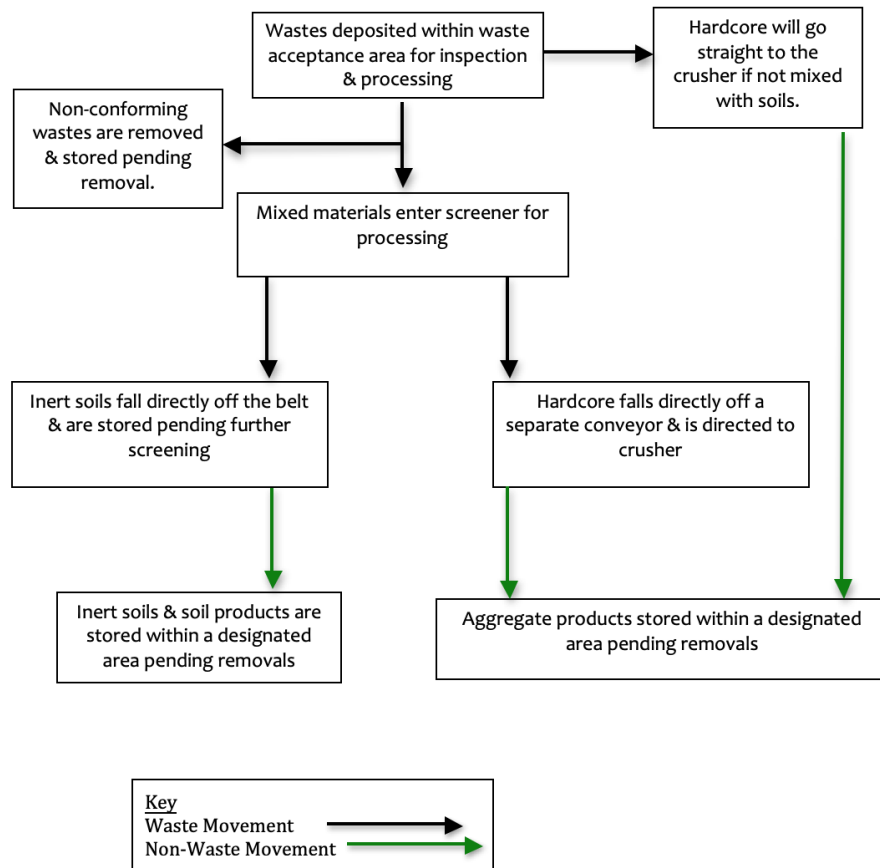 Wastes deposited within waste
acceptance area for inspection
& processing
Hardcore will go
straight to the
crusher if not mixed
with soils.
Non-conforming
wastes are removed
& stored pending
removal.
Mixed materials enter screener for
processing
Inert soils fall directly off the belt
& are stored pending further
screening
Hardcore falls directly off a
separate conveyor & is directed to
crusher
Inert soils & soil products are
stored within a designated
area pending removals
Aggregate products stored within a designated
area pending removals
Key
Waste Movement
Non-Waste Movement